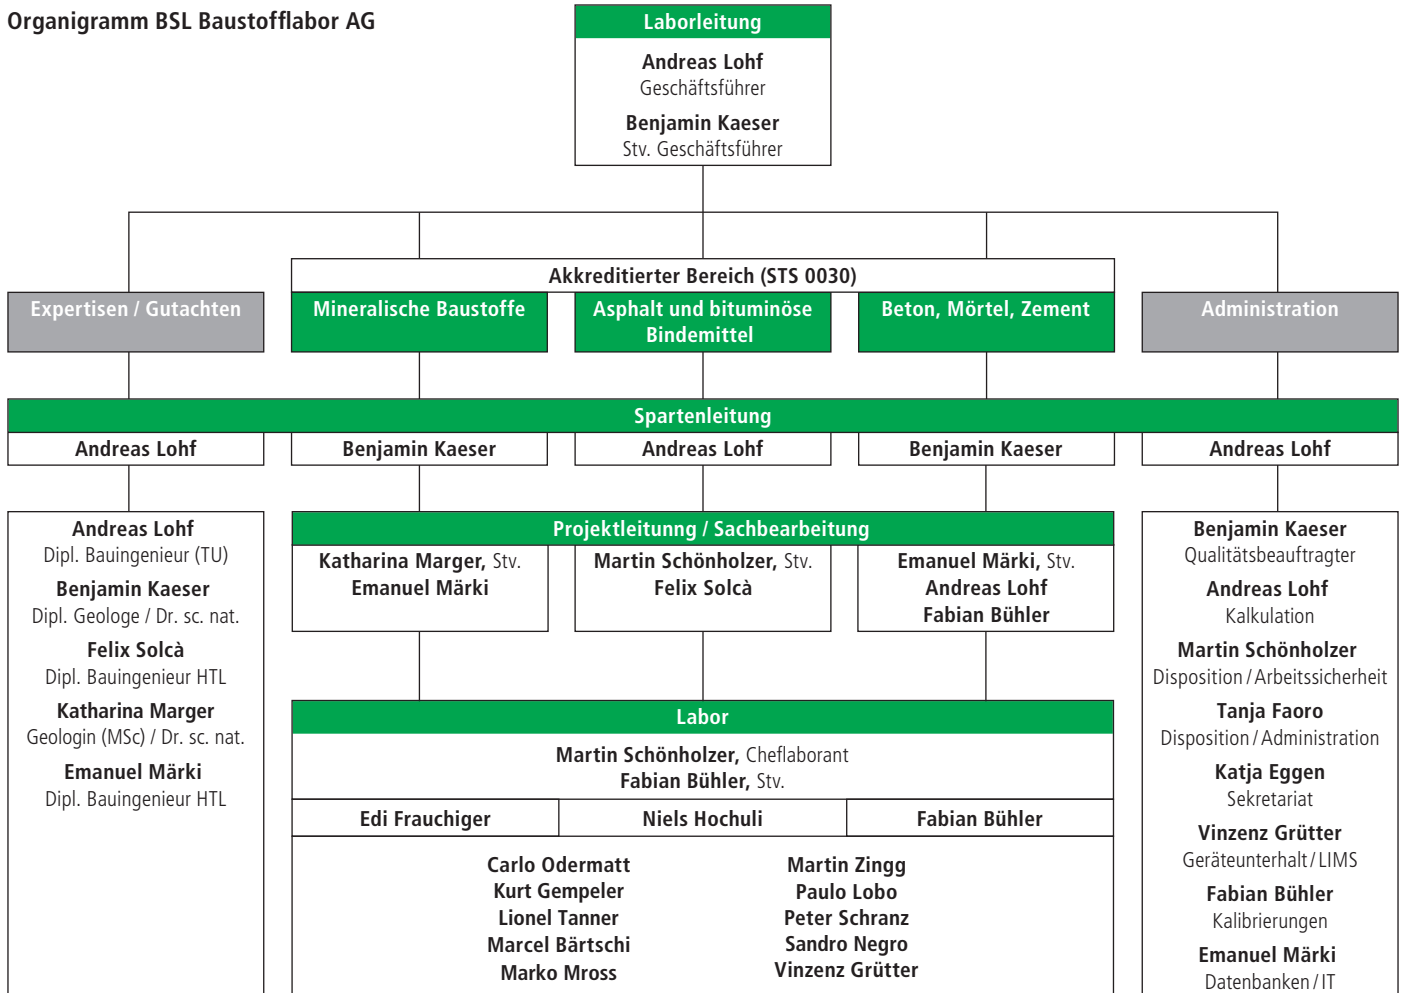 Organigramm BSL Baustofflabor AG
Laborleitung
Andreas Lohf
Geschäftsführer
Benjamin Kaeser
Stv. Geschäftsführer
Akkreditierter Bereich (STS 0030)
Expertisen / Gutachten
Mineralische Baustoffe
Asphalt und bituminöse
Bindemittel
Beton, Mörtel, Zement
Administration
Spartenleitung
Andreas Lohf
Benjamin Kaeser
Andreas Lohf
Benjamin Kaeser
Andreas Lohf
Andreas Lohf
Dipl. Bauingenieur (TU)
Benjamin Kaeser
Dipl. Geologe / Dr. sc. nat.
Felix Solcà
Dipl. Bauingenieur HTL
Katharina Marger
Geologin (MSc) / Dr. sc. nat.
Emanuel Märki
Dipl. Bauingenieur HTL
Projektleitunng / Sachbearbeitung
Katharina Marger, Stv.
Emanuel Märki
Martin Schönholzer, Stv.
Felix Solcà
Emanuel Märki, Stv.
Andreas Lohf
Fabian Bühler
Labor
Martin Schönholzer, Cheflaborant
Fabian Bühler, Stv.
Edi Frauchiger
Niels Hochuli
Fabian Bühler
Carlo Odermatt
Kurt Gempeler
Lionel Tanner
Marcel Bärtschi
Marko Mross
Martin Zingg
Paulo Lobo
Peter Schranz
Sandro Negro
Vinzenz Grütter
Benjamin Kaeser
Qualitätsbeauftragter
Andreas Lohf
Kalkulation
Martin Schönholzer
Disposition / Arbeitssicherheit
Tanja Faoro
Disposition / Administration
Katja Eggen
Sekretariat
Vinzenz Grütter
Geräteunterhalt / LIMS
Fabian Bühler
Kalibrierungen
Emanuel Märki
Datenbanken / IT